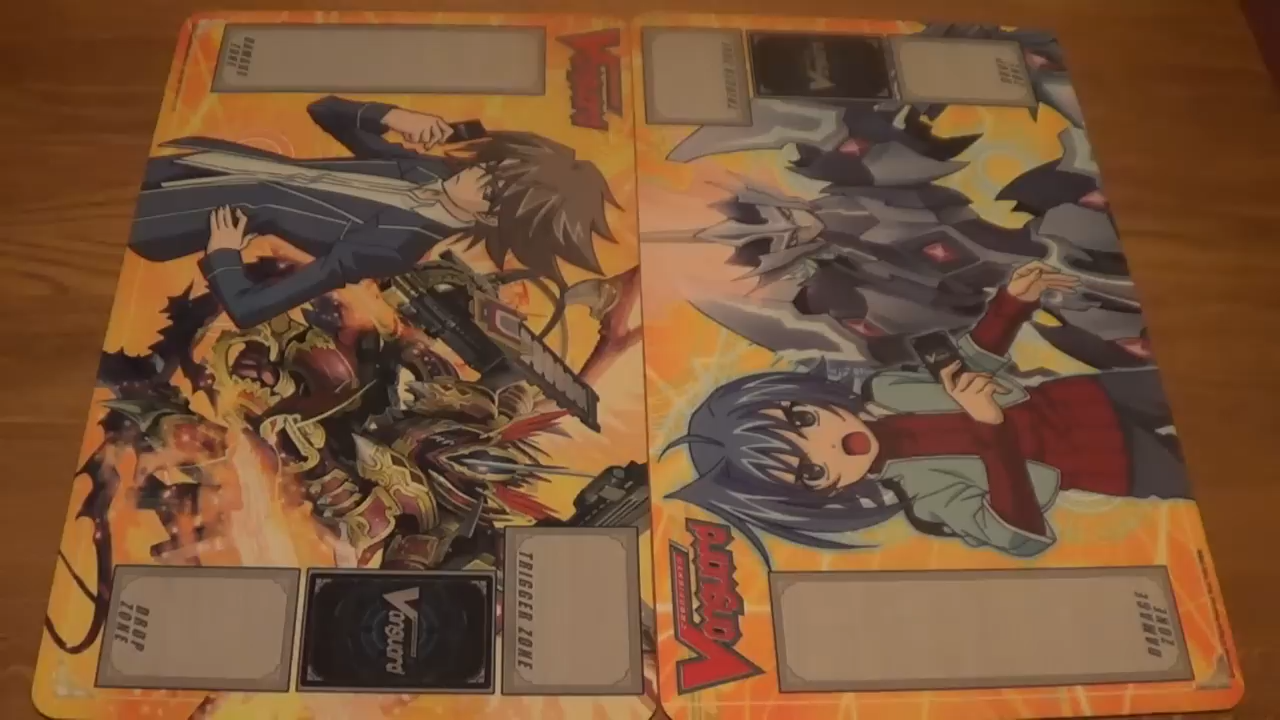 DAMAGE
ZONE
VANGUARD
TRIGGER ZONE
Vanguard
DROP
ZONE
DROP
ZONE
Vanguard
TRIGGER ZONE
VANGUARD
DAMAGE
ZONE